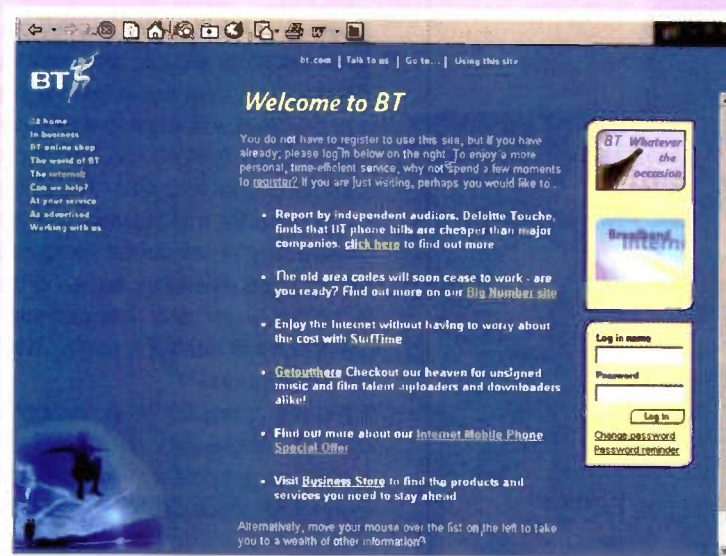 bt.com | Talk to us | Go to... | Using this site
BT
Welcome to BT
At home
In business
BT online shop
The world of BT
The internet
Can we help?
At your service
As advertised
Working with us
You do not have to register to use this site, but if you have
already, please log in below on the right. To enjoy a more
personal, time-efficient service, why not spend a few moments
to register? If you are just visiting, perhaps you would like to...
• Report by independent auditors, Deloitte Touche,
finds that BT phone bills are cheaper than major
companies, click here to find out more
• The old area codes will soon cease to work - are
you ready? Find out more on our Big Number site
• Enjoy the Internet without having to worry about
the cost with SurfTime
• Getoutthere Checkout our heaven for unsigned
music and film talent -uploaders and downloaders
alike!
• Find out more about our Internet Mobile Phone
Special Offer
• Visit Business Store to find the products and
services you need to stay ahead
Alternatively, move your mouse over the list on the left to take
you to a wealth of other information?
BT Whatever
the
occasion
Broadband
Intern
Log in name
Password
Log in
Change password
Password reminder